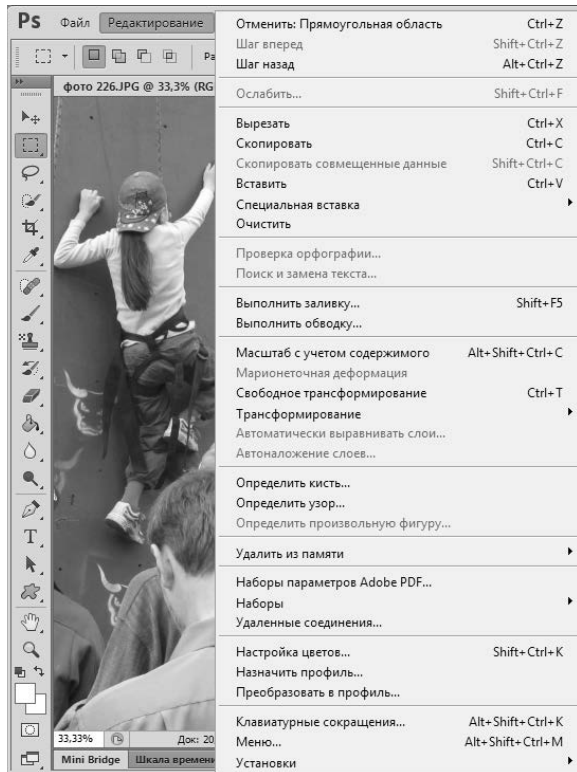 Ps Файл Редактирование
фото 226.JPG @ 33,3% (RG
Отменить: Прямоугольная область Ctrl+Z
Шаг вперед Shift+Ctrl+Z
Шаг назад Alt+Ctrl+Z
Ослабить... Shift+Ctrl+F
Вырезать Ctrl+X
Скопировать Ctrl+C
Скопировать совмещенные данные Shift+Ctrl+C
Вставить Ctrl+V
Специальная вставка
Очистить
Проверка орфографии...
Поиск и замена текста...
Выполнить заливку... Shift+F5
Выполнить обводку...
Масштаб с учетом содержимого Alt+Shift+Ctrl+C
Марионеточная деформация
Свободное трансформирование Ctrl+T
Трансформирование
Автоматически выравнивать слои...
Автоналожение слоев...
Определить кисть...
Определить узор...
Определить произвольную фигуру...
Удалить из памяти
Наборы параметров Adobe PDF...
Наборы
Удаленные соединения...
Настройка цветов... Shift+Ctrl+K
Назначить профиль...
Преобразовать в профиль...
Клавиатурные сокращения... Alt+Shift+Ctrl+K
Меню... Alt+Shift+Ctrl+M
Установки
33,33% Док: 20
Mini Bridge Шкала времени